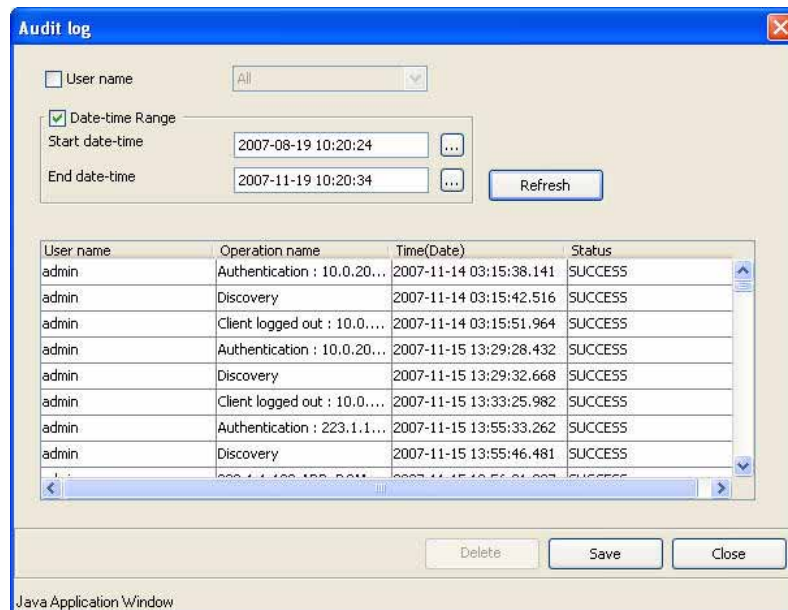 Audit log
User name All
Date-time Range
Start date-time 2007-08-19 10:20:24 ...
End date-time 2007-11-19 10:20:34 ...
Refresh
User name Operation name Time(Date) Status
admin Authentication : 10.0.20... 2007-11-14 03:15:38.141 SUCCESS
admin Discovery 2007-11-14 03:15:42.516 SUCCESS
admin Client logged out : 10.0.... 2007-11-14 03:15:51.964 SUCCESS
admin Authentication : 10.0.20... 2007-11-15 13:29:28.432 SUCCESS
admin Discovery 2007-11-15 13:29:32.668 SUCCESS
admin Client logged out : 10.0.... 2007-11-15 13:33:25.982 SUCCESS
admin Authentication : 223.1.1... 2007-11-15 13:55:33.262 SUCCESS
admin Discovery 2007-11-15 13:55:46.481 SUCCESS
Delete Save Close
Java Application Window